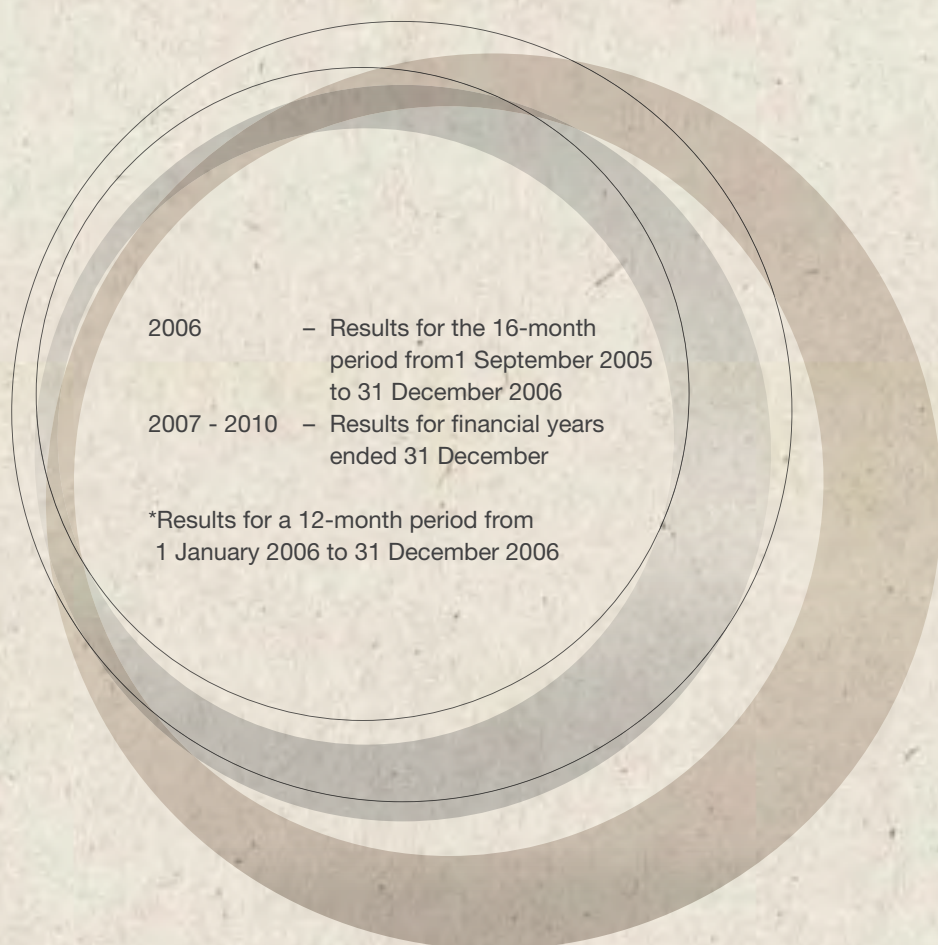 2006 – Results for the 16-month
period from1 September 2005
to 31 December 2006
2007 - 2010 – Results for financial years
ended 31 December
*Results for a 12-month period from
1 January 2006 to 31 December 2006